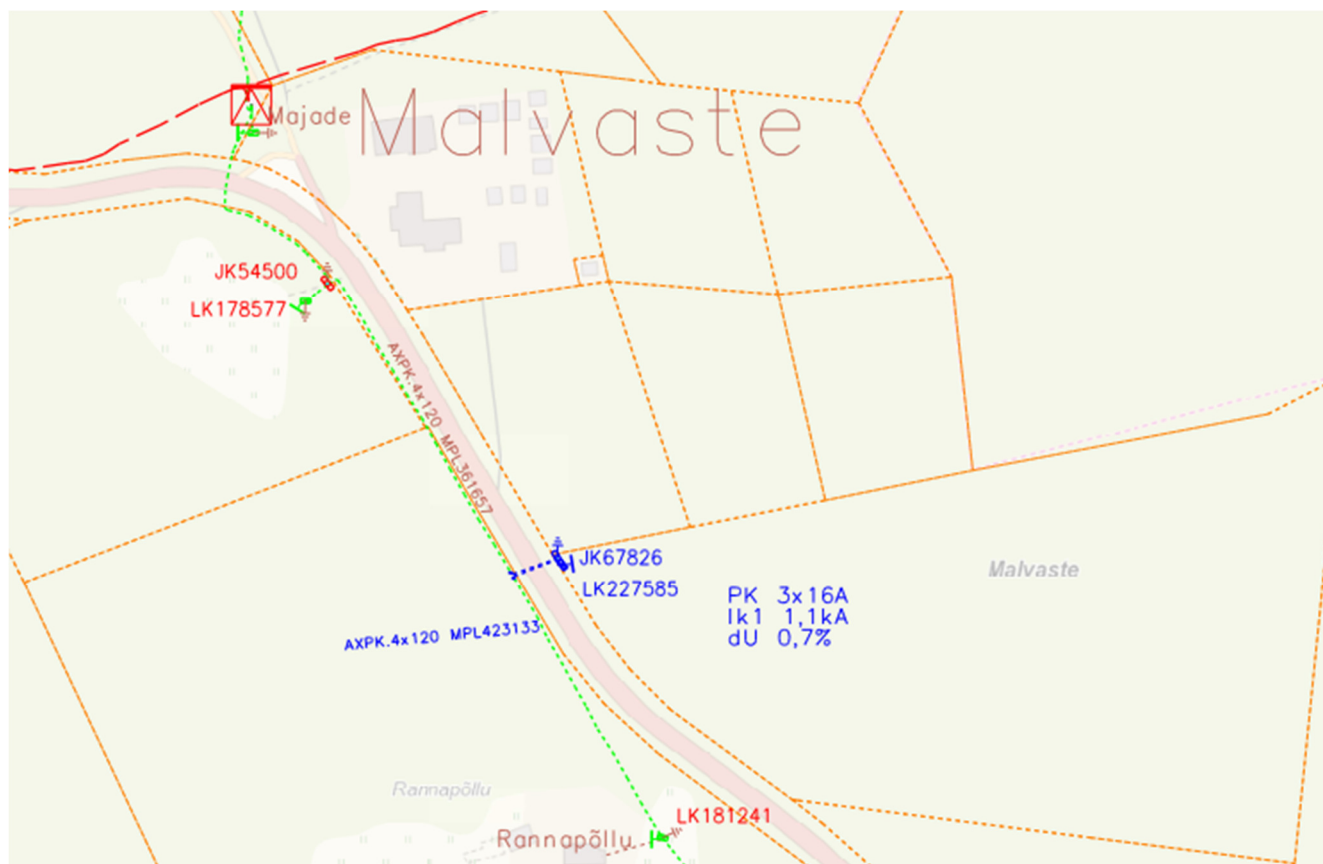 Majade
Malvaste
JK54500
LK178577
AXPK.4x120 MPL361657
JK67826
LK227585
PK 3x16A
Ik1 1,1kA
dU 0,7%
Malvaste
AXPK.4x120 MPL423133
Rannapõllu
LK181241
Rannapõllu